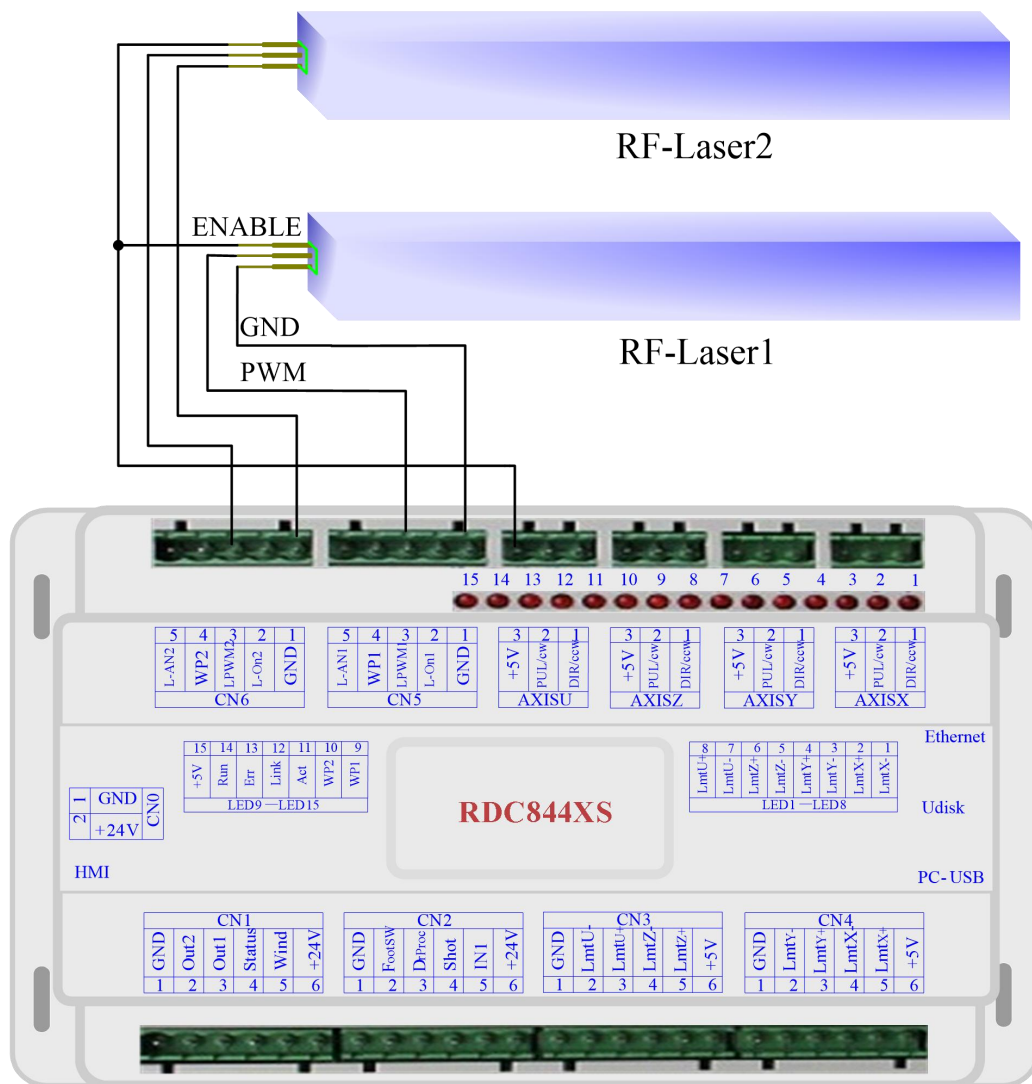 RF-Laser2
ENABLE
RF-Laser1
GND
PWM
15 14 13 12 11 10 9 8 7 6 5 4 3 2 1
5 4 3 2 1
L-AN2 WP2 LPWM2 L-On2 GND
CN6
5 4 3 2 1
L-AN1 WP1 LPWM1 L-On1 GND
CN5
3 2 1
+5V PUL/cw DIR/ccw
AXISU
3 2 1
+5V PUL/cw DIR/ccw
AXISZ
3 2 1
+5V PUL/cw DIR/ccw
AXISY
3 2 1
+5V PUL/cw DIR/ccw
AXISX
Ethernet
15 14 13 12 11 10 9
+5V Run Err Link Act WP2 WP1
LED9—LED15
8 7 6 5 4 3 2 1
LmtU+ LmtU- LmtZ+ LmtZ- LmtY+ LmtY- LmtX+ LmtX-
LED1—LED8
1 GND
2 +24V
CN0
RDC844XS
Udisk
HMI
PC-USB
CN1
GND Out2 Out1 Status Wind +24V
1 2 3 4 5 6
CN2
GND FootSW DrProc Shot IN1 +24V
1 2 3 4 5 6
CN3
GND LmtU- LmtU+ LmtZ- LmtZ+ +5V
1 2 3 4 5 6
CN4
GND LmtY- LmtY+ LmtX- LmtX+ +5V
1 2 3 4 5 6